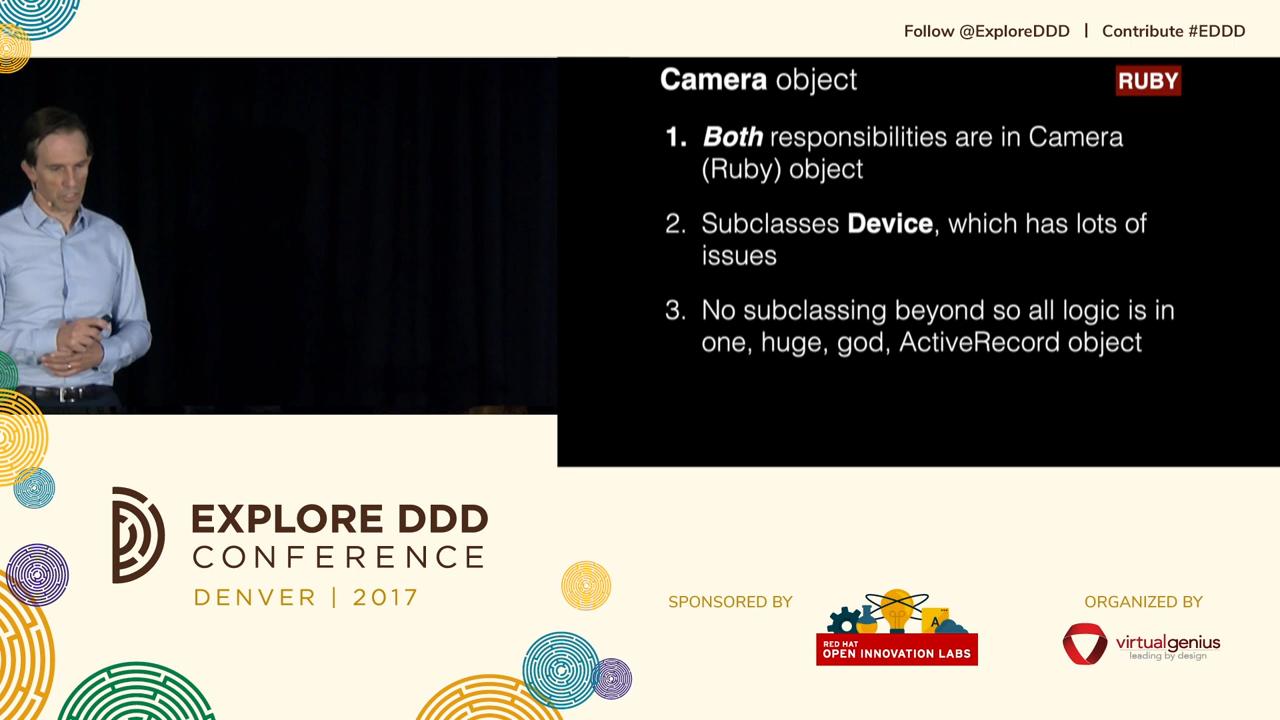 Follow @ExploreDDD | Contribute #EDDD
Camera object
RUBY
1. Both responsibilities are in Camera
(Ruby) object
2. Subclasses Device, which has lots of
issues
3. No subclassing beyond so all logic is in
one, huge, god, ActiveRecord object
EXPLORE DDD
CONFERENCE
DENVER | 2017
SPONSORED BY
A
RED HAT
OPEN INNOVATION LABS
ORGANIZED BY
virtualgenius
leading by design